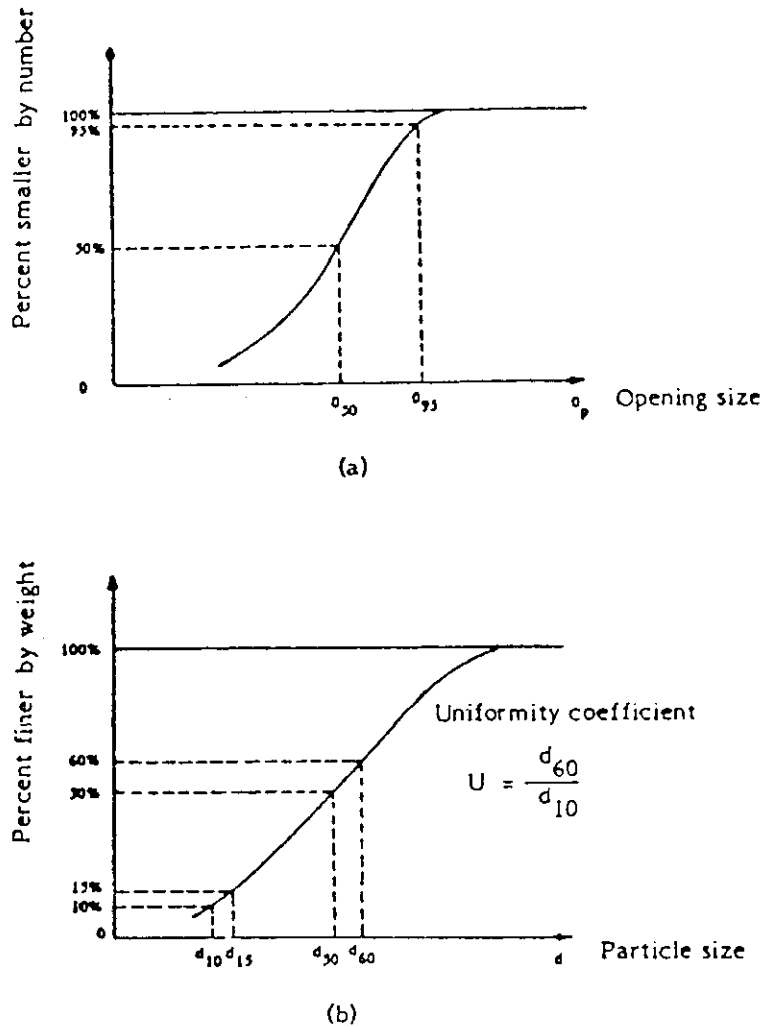 Percent smaller by number
100%
95%
50%
0
O50
O95
Op
Opening size
(a)
Percent finer by weight
100%
60%
50%
15%
10%
0
Uniformity coefficient
U = d60 / d10
d10
d15
d50
d60
d
Particle size
(b)